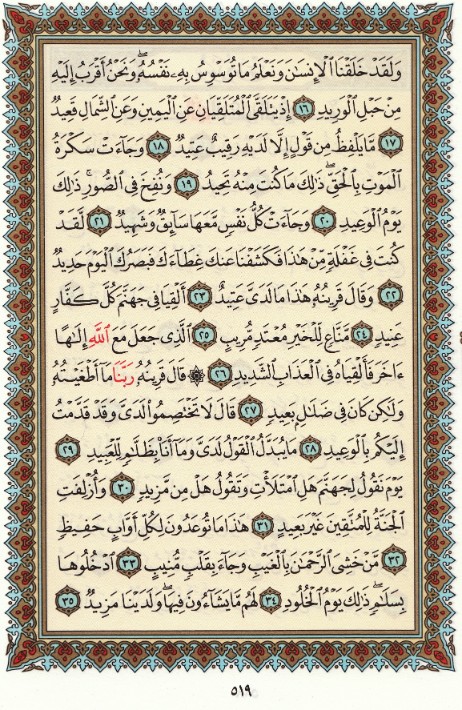 وَلَقَدْ خَلَقْنَا ٱلْإِنسَٰنَ وَنَعْلَمُ مَا تُوَسْوِسُ بِهِۦ نَفْسُهُۥ وَنَحْنُ أَقْرَبُ إِلَيْهِ
مِنْ حَبْلِ ٱلْوَرِيدِ ١٦ إِذْ يَتَلَقَّى ٱلْمُتَلَقِّيَانِ عَنِ ٱلْيَمِينِ وَعَنِ ٱلشِّمَالِ قَعِيدٌ
١٧ مَّا يَلْفِظُ مِن قَوْلٍ إِلَّا لَدَيْهِ رَقِيبٌ عَتِيدٌ ١٨ وَجَآءَتْ سَكْرَةُ
ٱلْمَوْتِ بِٱلْحَقِّ ۖ ذَٰلِكَ مَا كُنتَ مِنْهُ تَحِيدُ ١٩ وَنُفِخَ فِى ٱلصُّورِ ۚ ذَٰلِكَ
يَوْمُ ٱلْوَعِيدِ ٢٠ وَجَآءَتْ كُلُّ نَفْسٍ مَّعَهَا سَآئِقٌ وَشَهِيدٌ ٢١ لَّقَدْ
كُنتَ فِى غَفْلَةٍ مِّنْ هَٰذَا فَكَشَفْنَا عَنكَ غِطَآءَكَ فَبَصَرُكَ ٱلْيَوْمَ حَدِيدٌ
٢٢ وَقَالَ قَرِينُهُۥ هَٰذَا مَا لَدَىَّ عَتِيدٌ ٢٣ أَلْقِيَا فِى جَهَنَّمَ كُلَّ كَفَّارٍ
عَنِيدٍ ٢٤ مَّنَّاعٍ لِّلْخَيْرِ مُعْتَدٍ مُّرِيبٍ ٢٥ ٱلَّذِى جَعَلَ مَعَ ٱللَّهِ إِلَٰهًا
ءَاخَرَ فَأَلْقِيَاهُ فِى ٱلْعَذَابِ ٱلشَّدِيدِ ٢٦ ۞ قَالَ قَرِينُهُۥ رَبَّنَا مَآ أَطْغَيْتُهُۥ
وَلَٰكِن كَانَ فِى ضَلَٰلٍۭ بَعِيدٍ ٢٧ قَالَ لَا تَخْتَصِمُوا۟ لَدَىَّ وَقَدْ قَدَّمْتُ
إِلَيْكُم بِٱلْوَعِيدِ ٢٨ مَا يُبَدَّلُ ٱلْقَوْلُ لَدَىَّ وَمَآ أَنَا۠ بِظَلَّٰمٍ لِّلْعَبِيدِ ٢٩
يَوْمَ نَقُولُ لِجَهَنَّمَ هَلِ ٱمْتَلَأْتِ وَتَقُولُ هَلْ مِن مَّزِيدٍ ٣٠ وَأُزْلِفَتِ
ٱلْجَنَّةُ لِلْمُتَّقِينَ غَيْرَ بَعِيدٍ ٣١ هَٰذَا مَا تُوعَدُونَ لِكُلِّ أَوَّابٍ حَفِيظٍ
٣٢ مَّنْ خَشِىَ ٱلرَّحْمَٰنَ بِٱلْغَيْبِ وَجَآءَ بِقَلْبٍ مُّنِيبٍ ٣٣ ٱدْخُلُوهَا
بِسَلَٰمٍ ۖ ذَٰلِكَ يَوْمُ ٱلْخُلُودِ ٣٤ لَهُم مَّا يَشَآءُونَ فِيهَا وَلَدَيْنَا مَزِيدٌ ٣٥
٥١٩